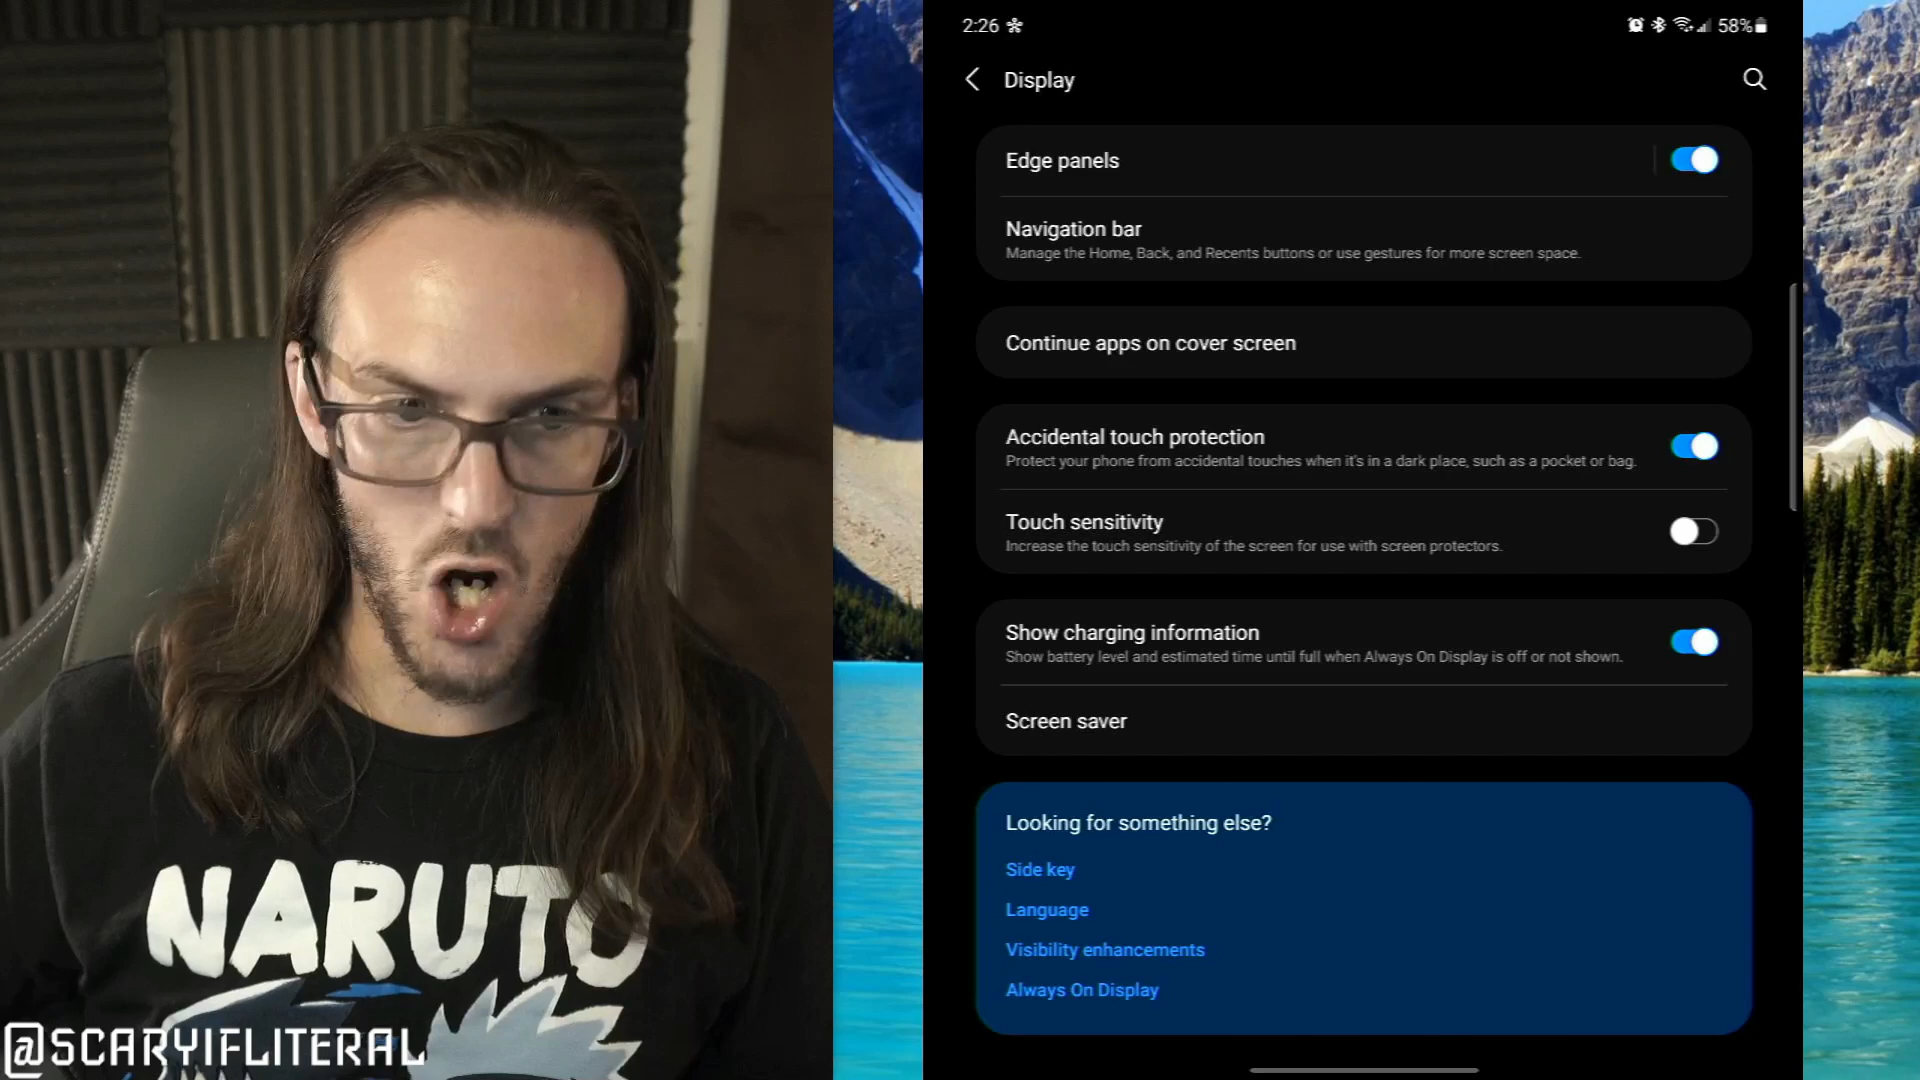 2:26
58%
Display
Edge panels
Navigation bar
Manage the Home, Back, and Recents buttons or use gestures for more screen space.
Continue apps on cover screen
Accidental touch protection
Protect your phone from accidental touches when it's in a dark place, such as a pocket or bag.
Touch sensitivity
Increase the touch sensitivity of the screen for use with screen protectors.
Show charging information
Show battery level and estimated time until full when Always On Display is off or not shown.
Screen saver
Looking for something else?
Side key
Language
Visibility enhancements
Always On Display
NARUTO
@SCARYIFLITERAL